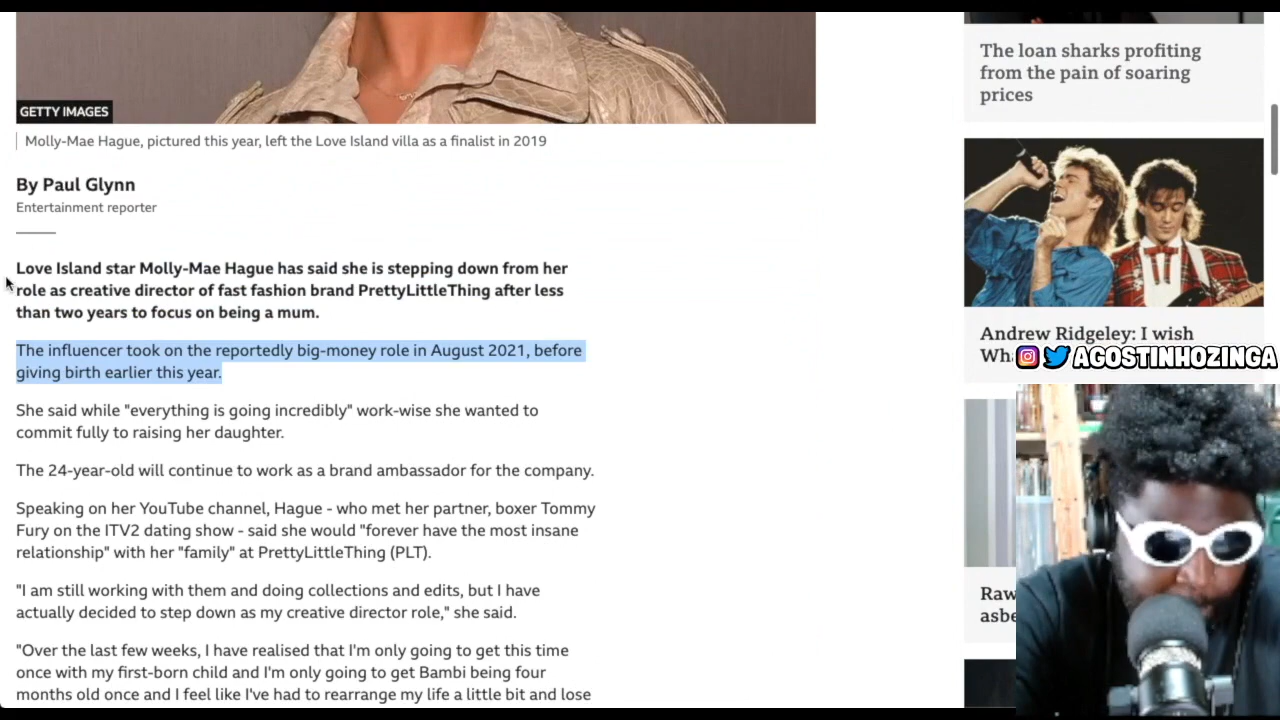 GETTY IMAGES
Molly-Mae Hague, pictured this year, left the Love Island villa as a finalist in 2019
By Paul Glynn
Entertainment reporter
Love Island star Molly-Mae Hague has said she is stepping down from her
role as creative director of fast fashion brand PrettyLittleThing after less
than two years to focus on being a mum.
The influencer took on the reportedly big-money role in August 2021, before
giving birth earlier this year.
She said while "everything is going incredibly" work-wise she wanted to
commit fully to raising her daughter.
The 24-year-old will continue to work as a brand ambassador for the company.
Speaking on her YouTube channel, Hague - who met her partner, boxer Tommy
Fury on the ITV2 dating show - said she would "forever have the most insane
relationship" with her "family" at PrettyLittleThing (PLT).
"I am still working with them and doing collections and edits, but I have
actually decided to step down as my creative director role," she said.
"Over the last few weeks, I have realised that I'm only going to get this time
once with my first-born child and I'm only going to get Bambi being four
months old once and I feel like I've had to rearrange my life a little bit and lose
The loan sharks profiting
from the pain of soaring
prices
Andrew Ridgeley: I wish
AGOSTINHOZINGA